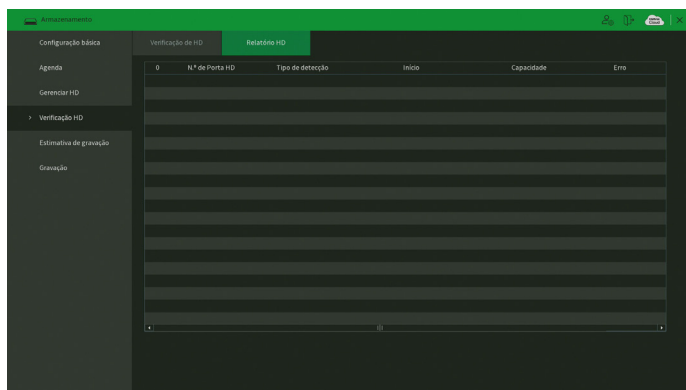 Armazenamento
Configuração básica
Agenda
Gerenciar HD
Verificação HD
Estimativa de gravação
Gravação
Verificação de HD Relatório HD
0 N.º de Porta HD Tipo de detecção Início Capacidade Erro